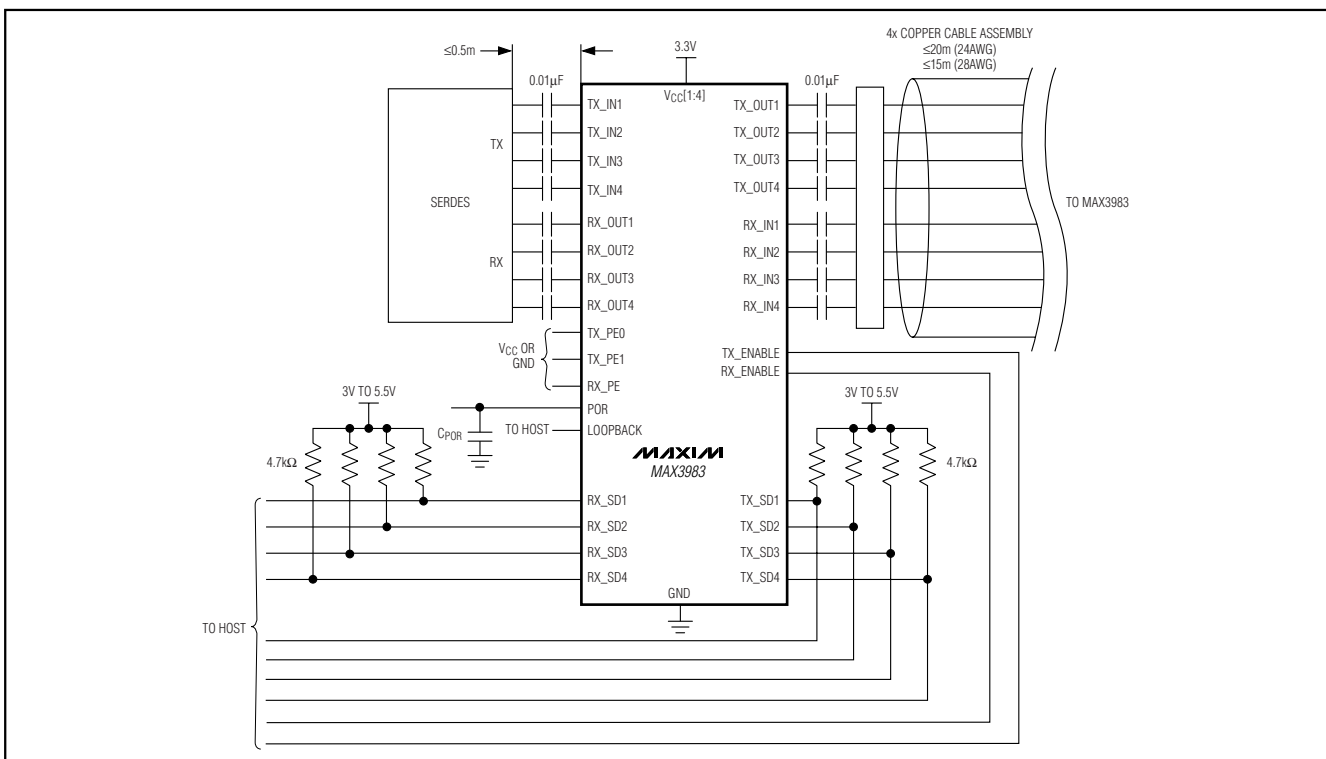 4x COPPER CABLE ASSEMBLY
≤20m (24AWG)
≤15m (28AWG)
≤0.5m
3.3V
0.01µF
VCC[1:4]
0.01µF
SERDES
TX
RX
TX_IN1
TX_IN2
TX_IN3
TX_IN4
RX_OUT1
RX_OUT2
RX_OUT3
RX_OUT4
TX_PE0
TX_PE1
RX_PE
POR
LOOPBACK
VCC OR
GND
TO HOST
CPOR
3V TO 5.5V
4.7kΩ
RX_SD1
RX_SD2
RX_SD3
RX_SD4
MAXIM
MAX3983
GND
TX_OUT1
TX_OUT2
TX_OUT3
TX_OUT4
RX_IN1
RX_IN2
RX_IN3
RX_IN4
TX_ENABLE
RX_ENABLE
TO MAX3983
3V TO 5.5V
4.7kΩ
TX_SD1
TX_SD2
TX_SD3
TX_SD4
TO HOST